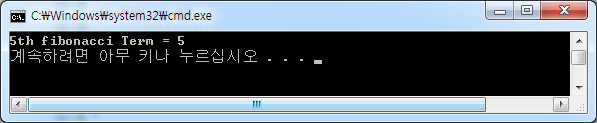 C:₩Windows₩system32₩cmd.exe
5th fibonacci Term = 5
계속하려면 아무 키나 누르십시오 . . .